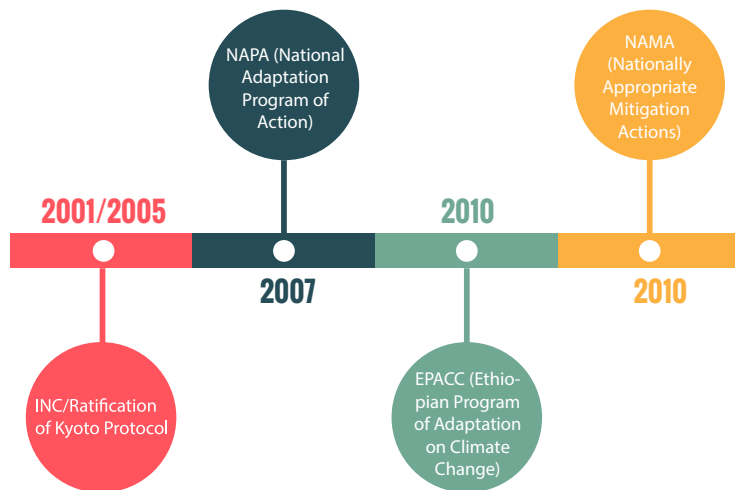 NAPA (National
Adaptation
Program of
Action)
NAMA
(Nationally
Appropriate
Mitigation
Actions)
2001/2005
2010
2007
2010
INC/Ratification
of Kyoto Protocol
EPACC (Ethio-
pian Program
of Adaptation
on Climate
Change)